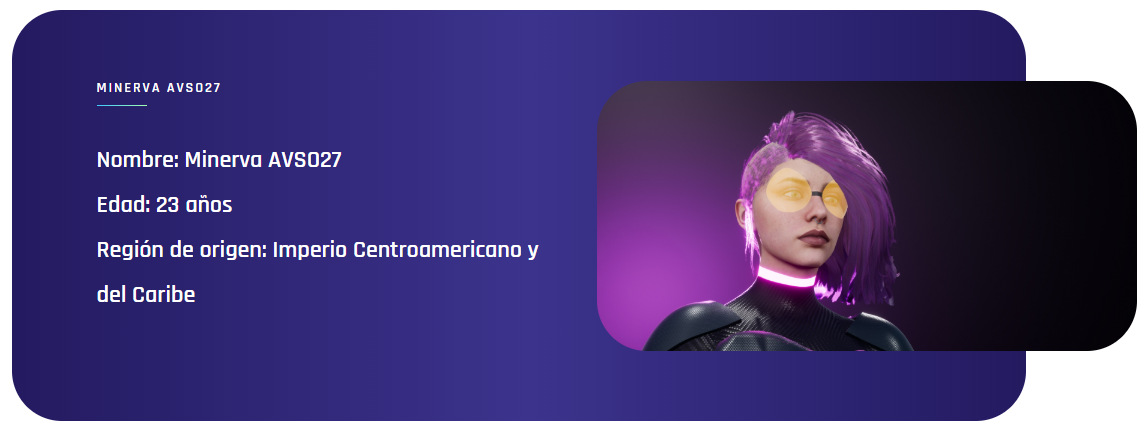 MINERVA AVS027
Nombre: Minerva AVS027
Edad: 23 años
Región de origen: Imperio Centroamericano y
del Caribe